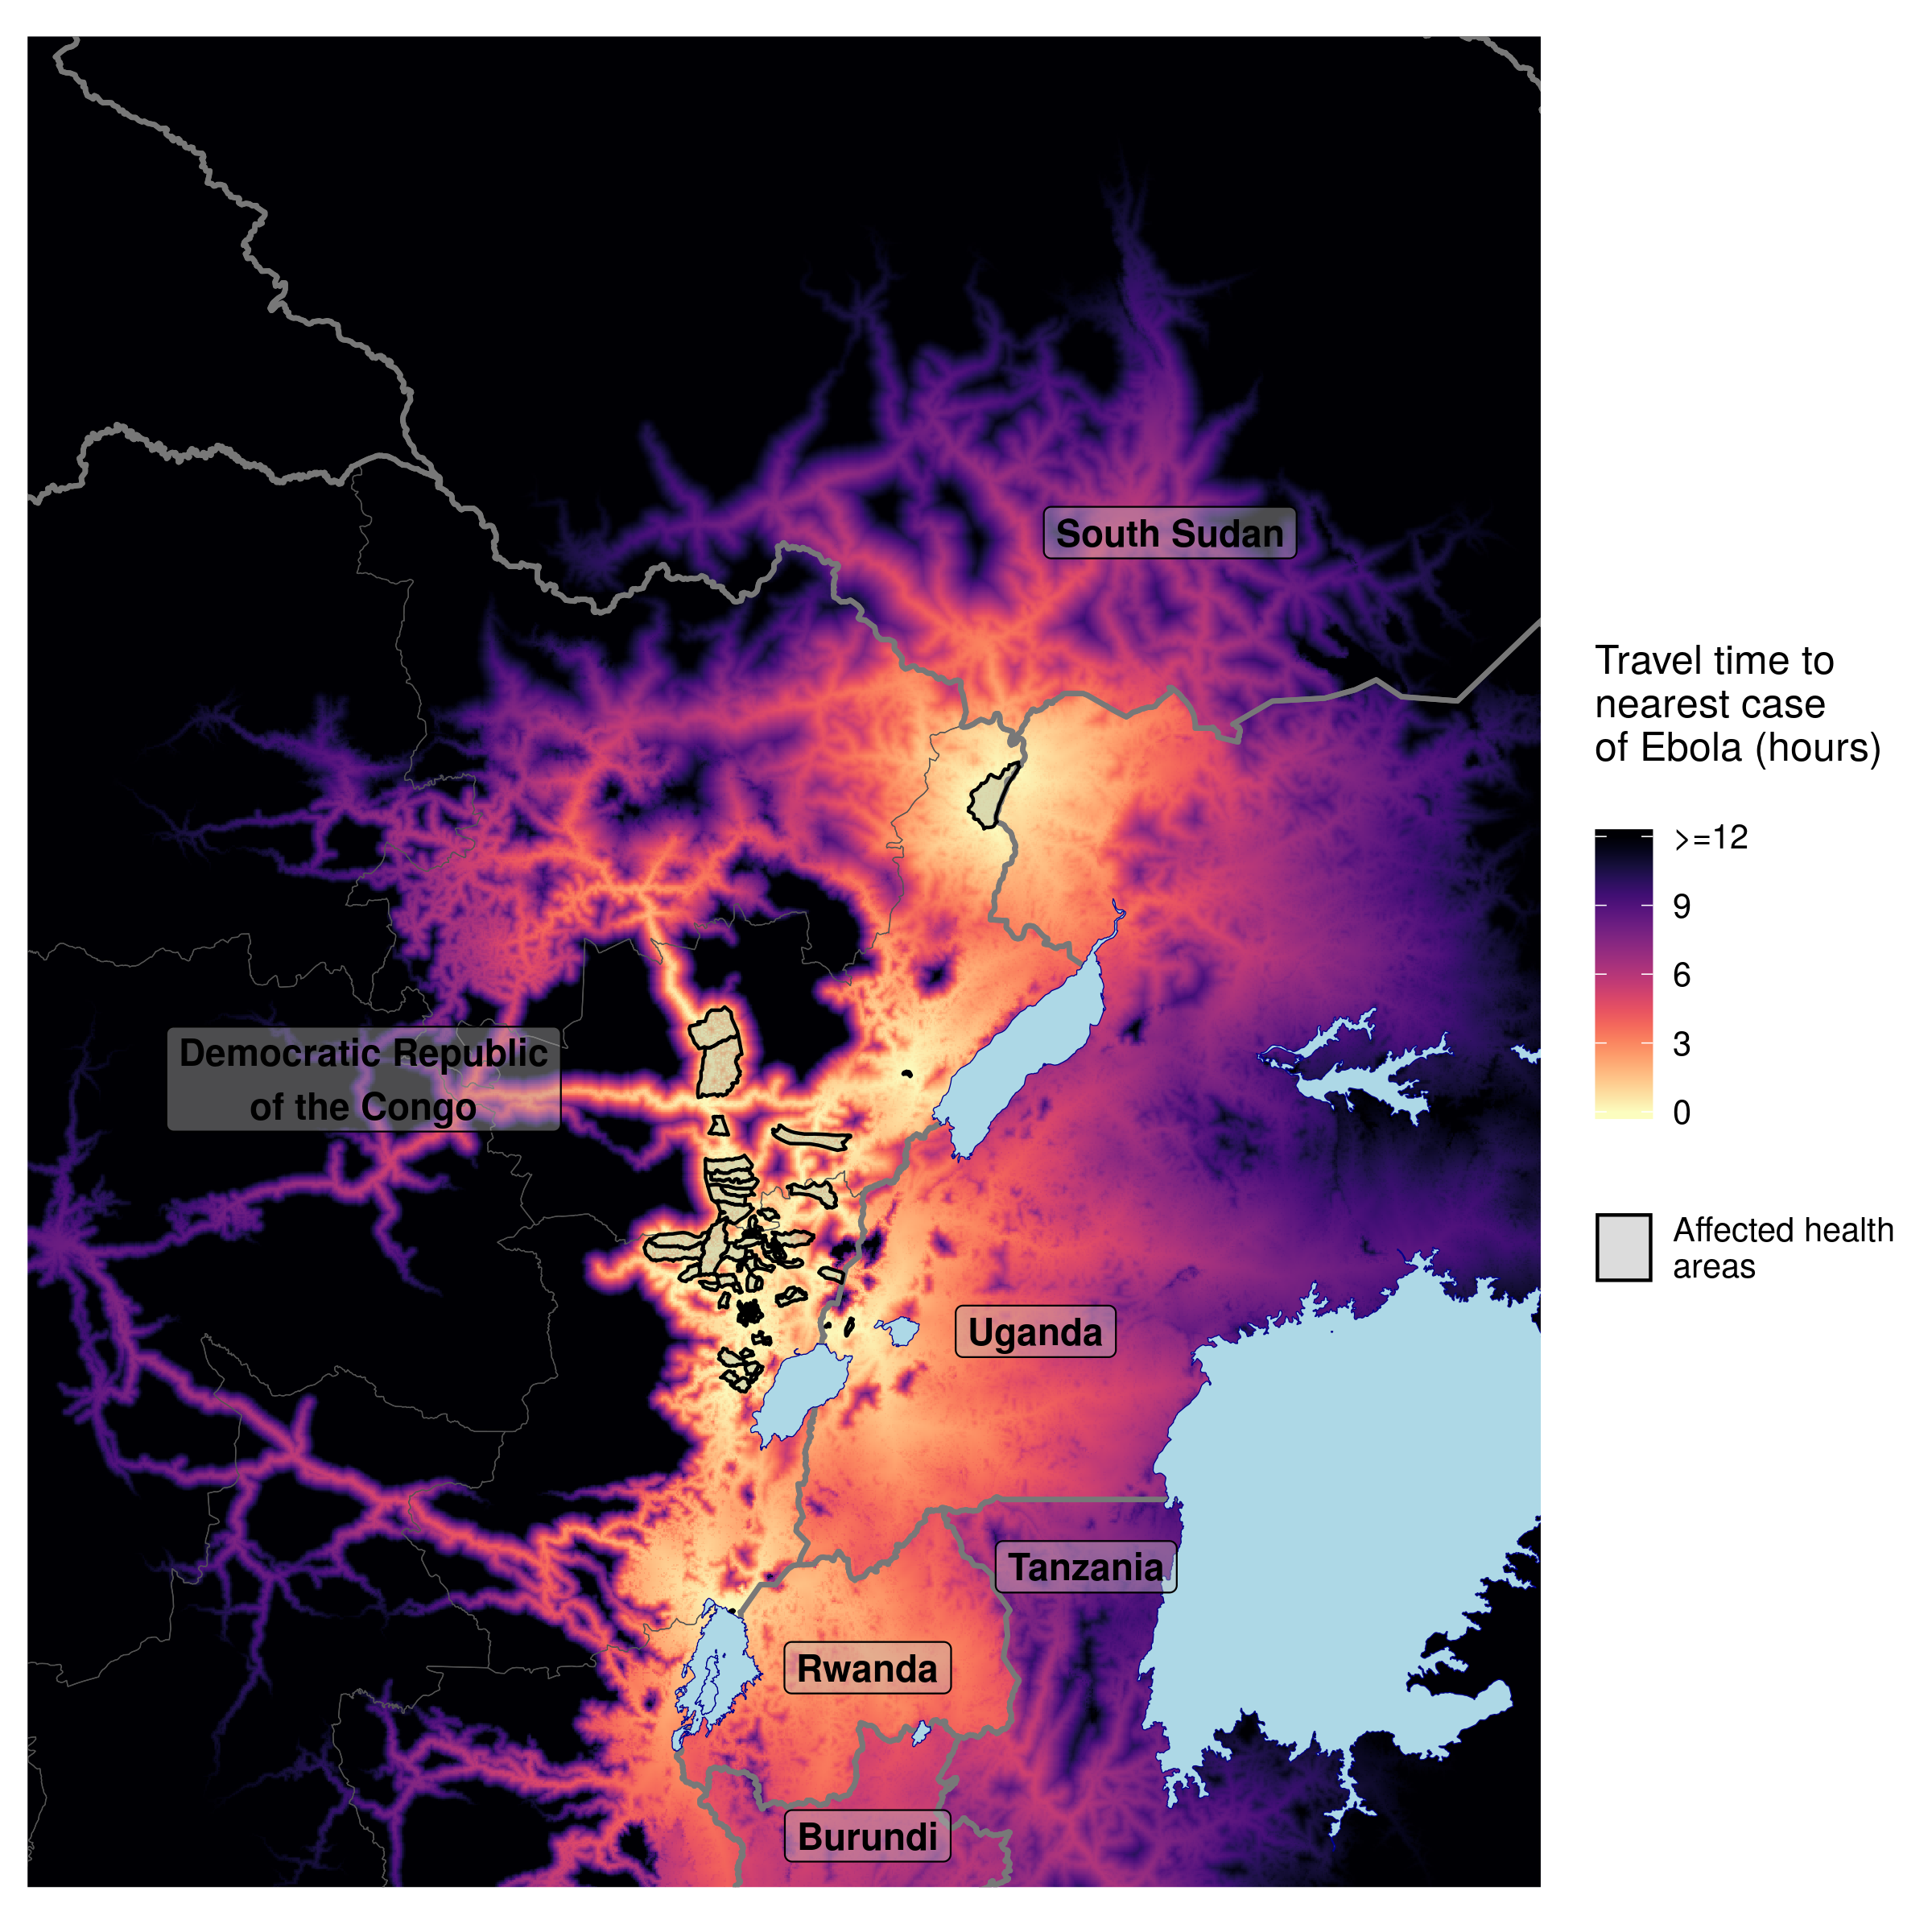 South Sudan
Democratic Republic
of the Congo
Uganda
Tanzania
Rwanda
Burundi
Travel time to
nearest case
of Ebola (hours)
>=12
9
6
3
0
Affected health
areas